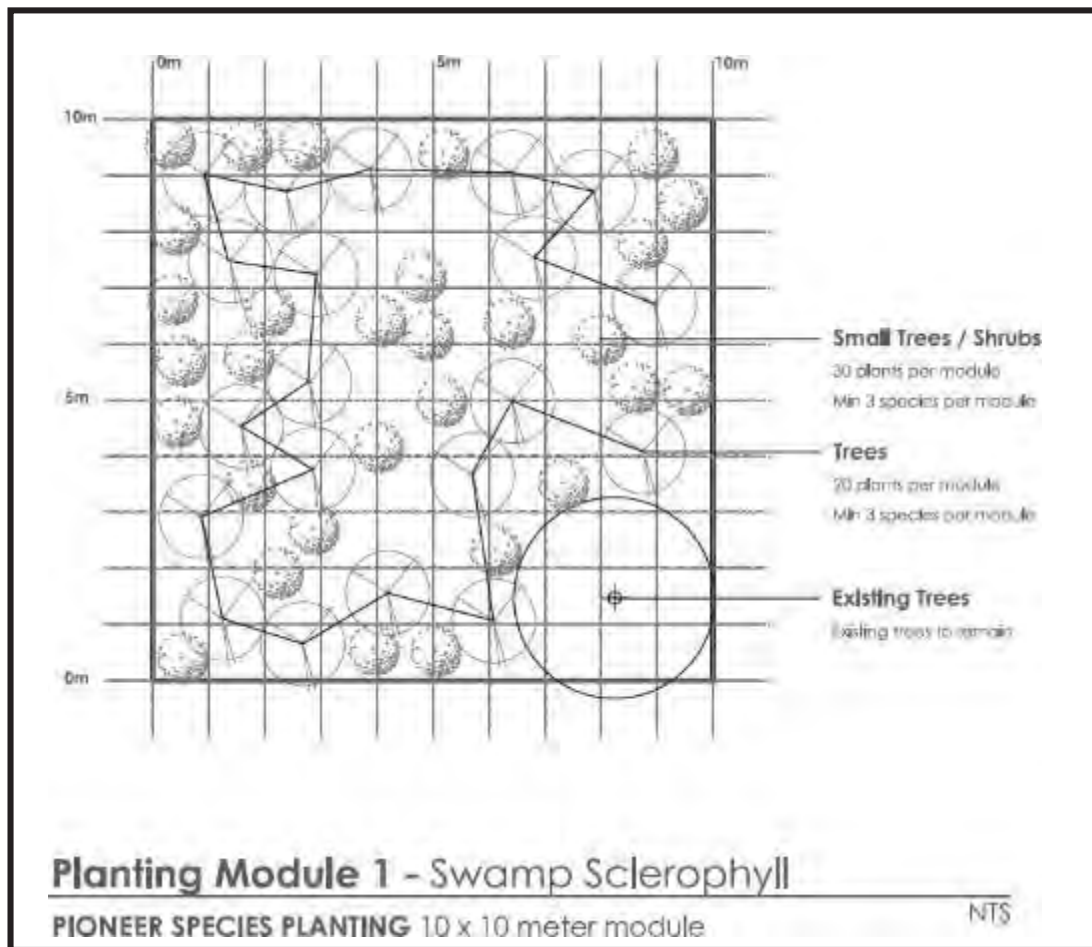 0m 5m 10m
10m
Small Trees / Shrubs
30 plants per module
Min 3 species per module
5m
Trees
20 plants per module
Min 3 species per module
Existing Trees
Existing trees to remain
0m
Planting Module 1 - Swamp Sclerophyll
NTS
PIONEER SPECIES PLANTING 10 x 10 meter module